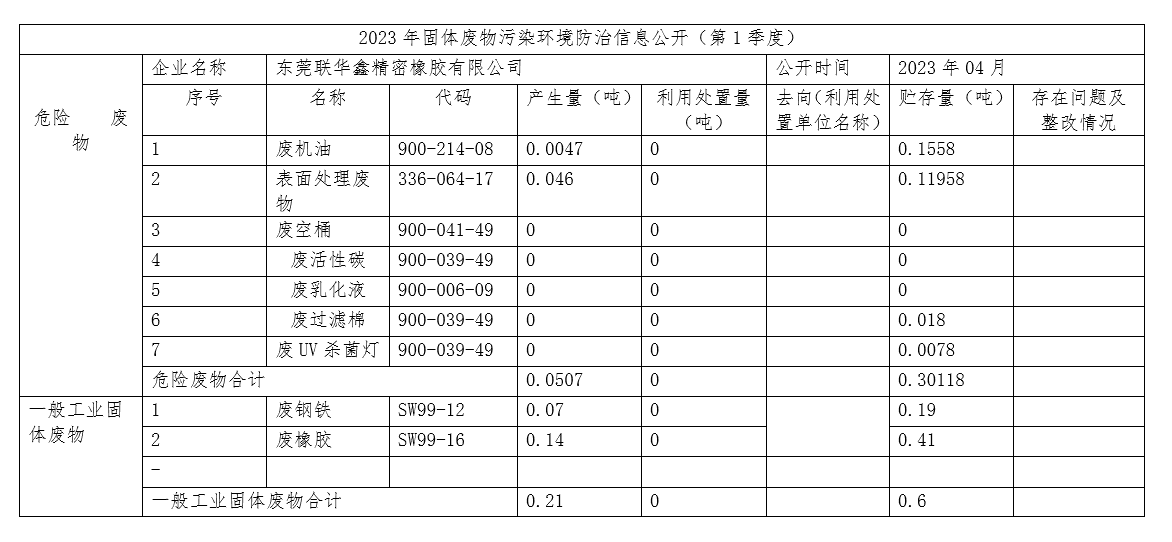 2023 年固体废物污染环境防治信息公开（第 1 季度）
危险 废物
企业名称 东莞联华鑫精密橡胶有限公司 公开时间 2023 年 04 月
序号 名称 代码 产生量（吨） 利用处置量（吨） 去向（利用处置单位名称） 贮存量（吨） 存在问题及整改情况
1 废机油 900-214-08 0.0047 0 0.1558
2 表面处理废物 336-064-17 0.046 0 0.11958
3 废空桶 900-041-49 0 0 0
4 废活性碳 900-039-49 0 0 0
5 废乳化液 900-006-09 0 0 0
6 废过滤棉 900-039-49 0 0 0.018
7 废 UV 杀菌灯 900-039-49 0 0 0.0078
危险废物合计 0.0507 0 0.30118
一般工业固体废物
1 废钢铁 SW99-12 0.07 0 0.19
2 废橡胶 SW99-16 0.14 0 0.41
-
一般工业固体废物合计 0.21 0 0.6